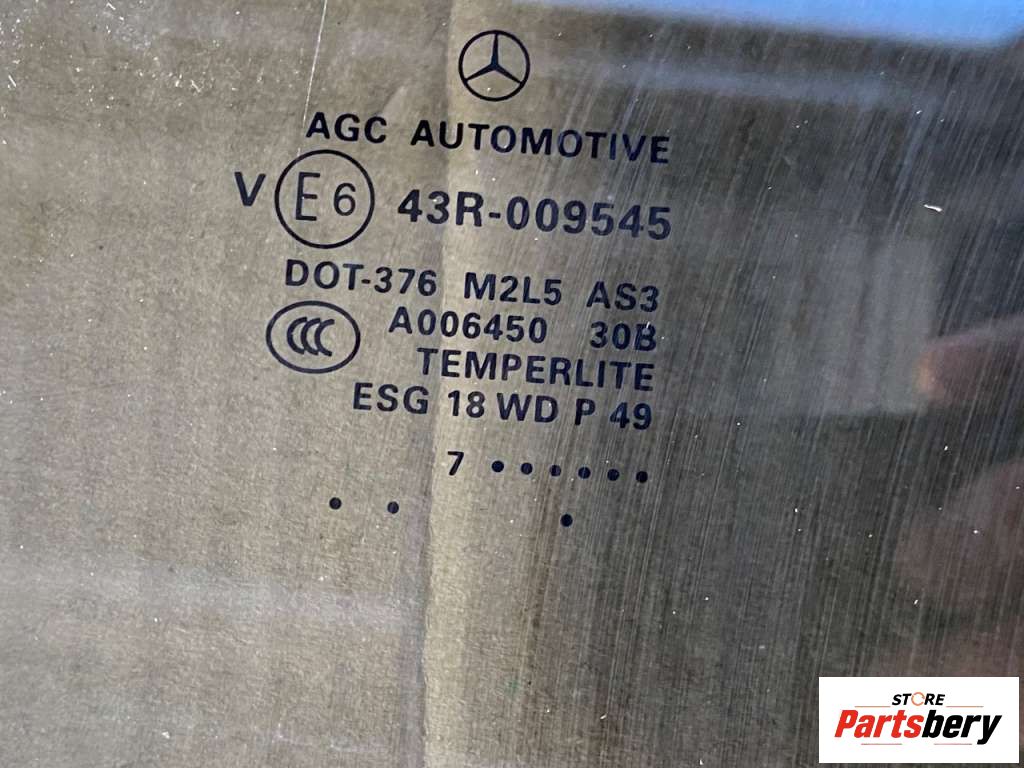 AGC AUTOMOTIVE
V E6 43R-009545
DOT-376 M2L5 AS3
CCC A006450 30B
TEMPERLITE
ESG 18 WD P 49
7 • • • • • •
• • •
STORE
Partsbery